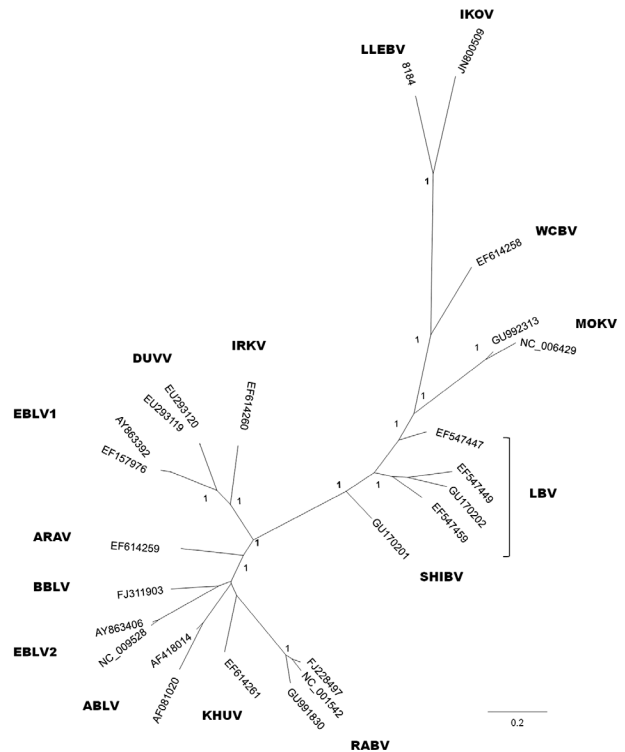 IKOV
LLEBV
8184
JN800509
WCBV
EF614258
MOKV
GU992313
NC_006429
1
1
1
1
1
IRKV
DUVV
EBLV1
EU293120
EU293119
EF614260
AY863392
EF157976
1
1
EF547447
EF547449
GU170202
EF547459
LBV
1
1
GU170201
SHIBV
ARAV
EF614259
1
1
BBLV
FJ311903
AY863406
NC_009528
EBLV2
AF418014
AF081020
ABLV
EF614261
KHUV
1
FJ228497
NC_001542
GU991830
RABV
0.2